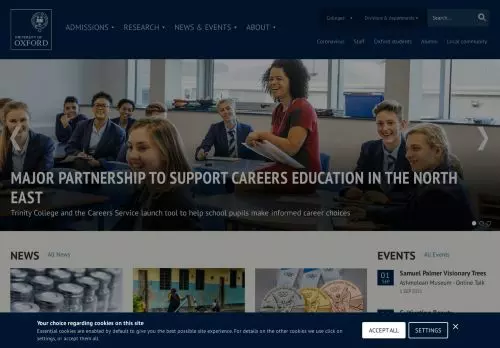 UNIVERSITY OF
OXFORD
ADMISSIONS
RESEARCH
NEWS & EVENTS
ABOUT
Colleges
Divisions & departments
Search...
Coronavirus
Staff
Oxford students
Alumni
Local community
MAJOR PARTNERSHIP TO SUPPORT CAREERS EDUCATION IN THE NORTH
EAST
Trinity College and the Careers Service launch tool to help school pupils make informed career choices
NEWS
All News
EVENTS
All Events
01
SEP
Samuel Palmer Visionary Trees
Ashmolean Museum - Online Talk
1 SEP 2021
Your choice regarding cookies on this site
Essential cookies are enabled by default to give you the best possible site experience. For details on the other cookies we use click on
settings, or accept them all.
ACCEPT ALL
SETTINGS